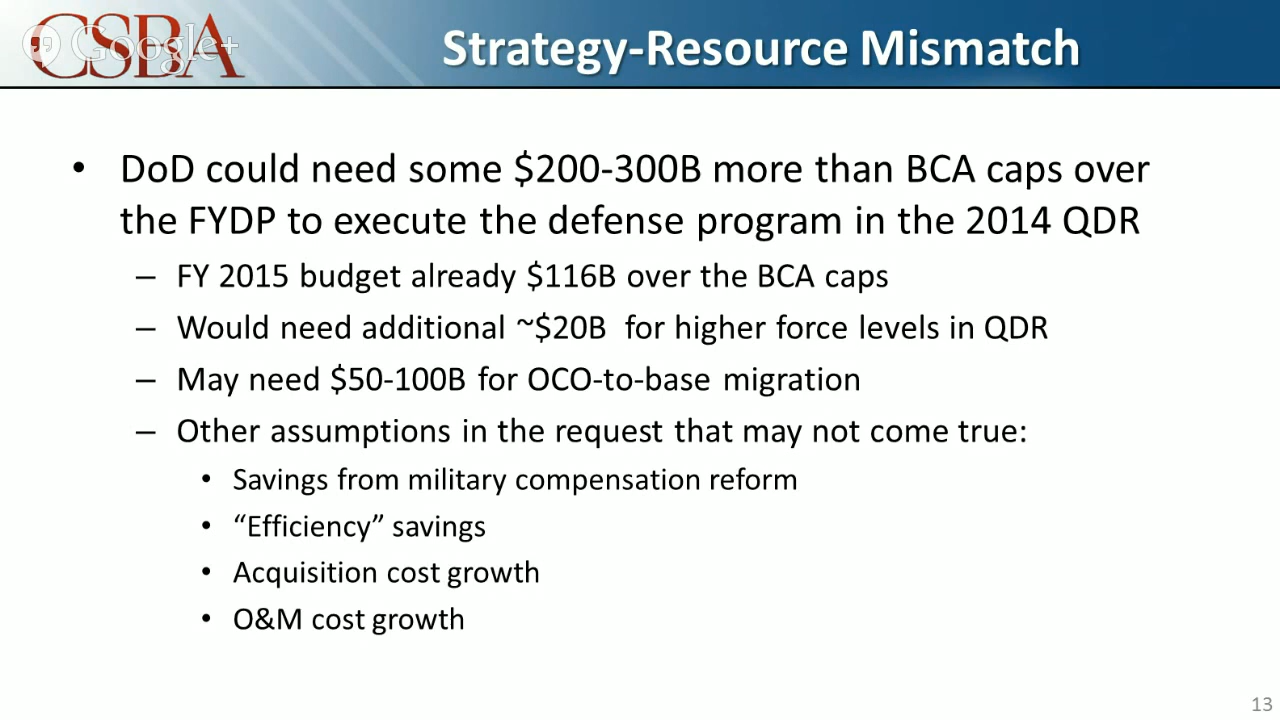 CSBA
Google+
Strategy-Resource Mismatch
• DoD could need some $200-300B more than BCA caps over
the FYDP to execute the defense program in the 2014 QDR
– FY 2015 budget already $116B over the BCA caps
– Would need additional ~$20B for higher force levels in QDR
– May need $50-100B for OCO-to-base migration
– Other assumptions in the request that may not come true:
• Savings from military compensation reform
• “Efficiency” savings
• Acquisition cost growth
• O&M cost growth
13